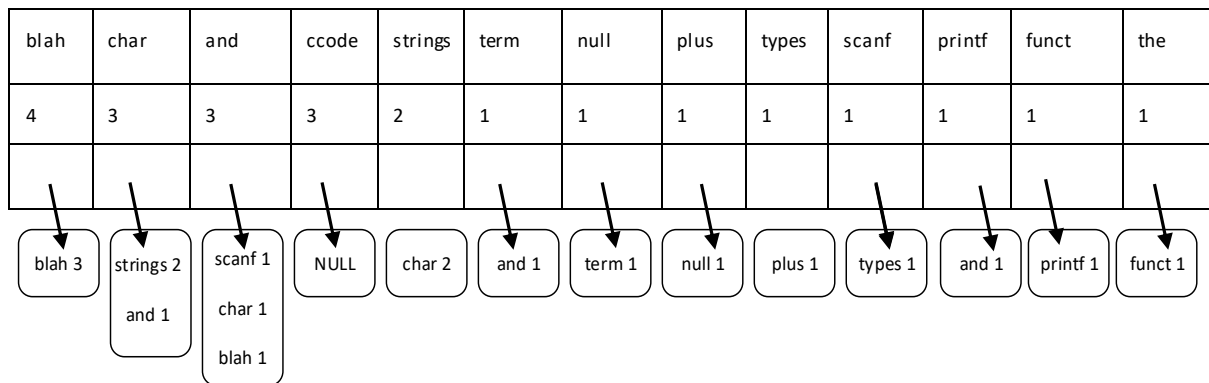 blah char and ccode strings term null plus types scanf printf funct the
4 3 3 3 2 1 1 1 1 1 1 1 1
blah 3 strings 2 scanf 1 NULL char 2 and 1 term 1 null 1 plus 1 types 1 and 1 printf 1 funct 1
and 1 char 1
blah 1